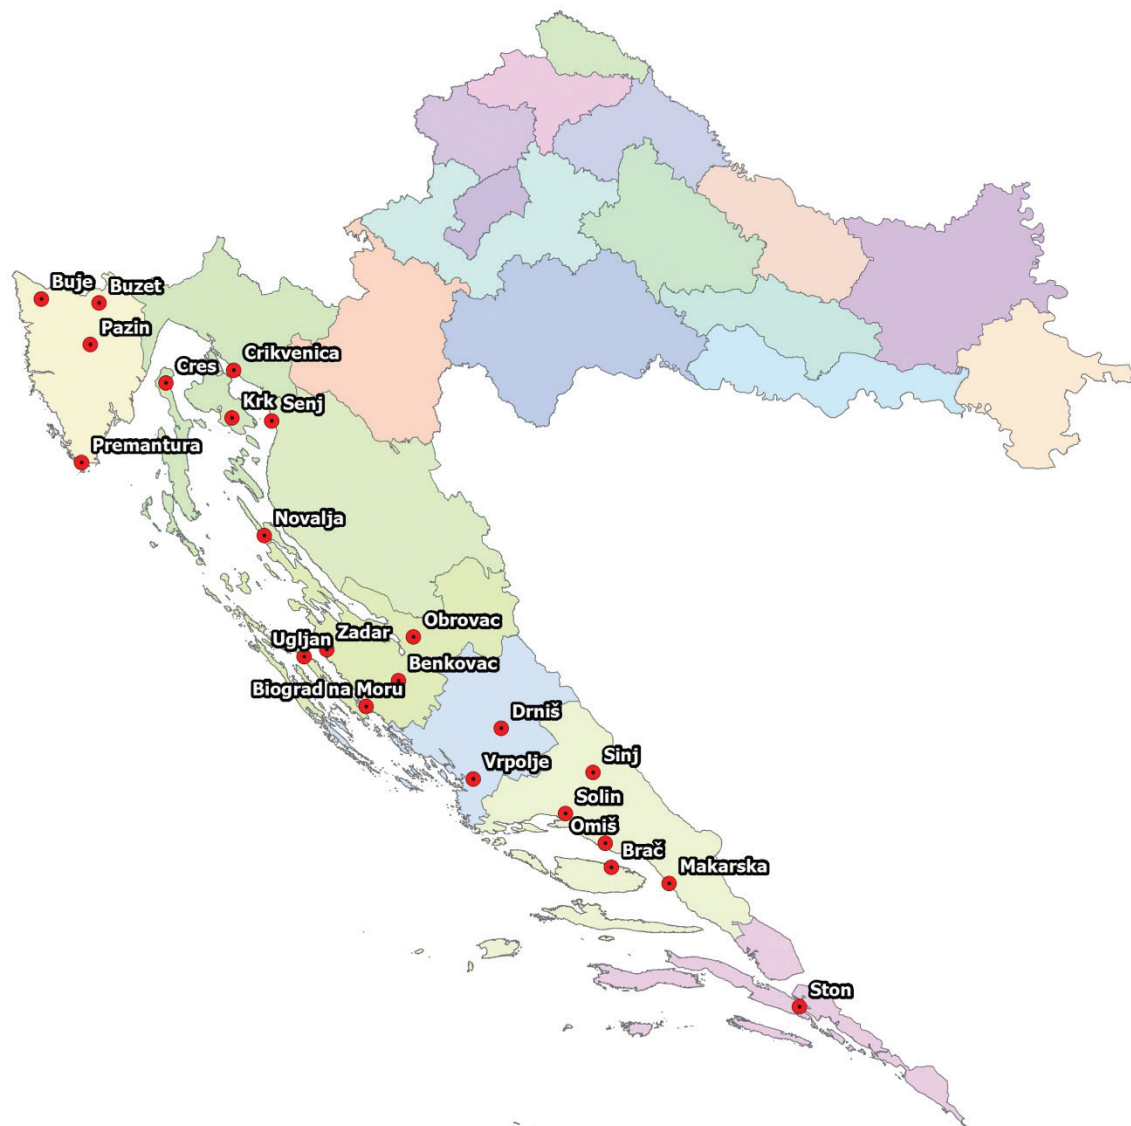 Buje
Buzet
Pazin
Crikvenica
Cres
Krk
Senj
Premantura
Novalja
Obrovac
Zadar
Ugljan
Benkovac
Biograd na Moru
Drniš
Sinj
Vrpolje
Solin
Omiš
Brač
Makarska
Ston